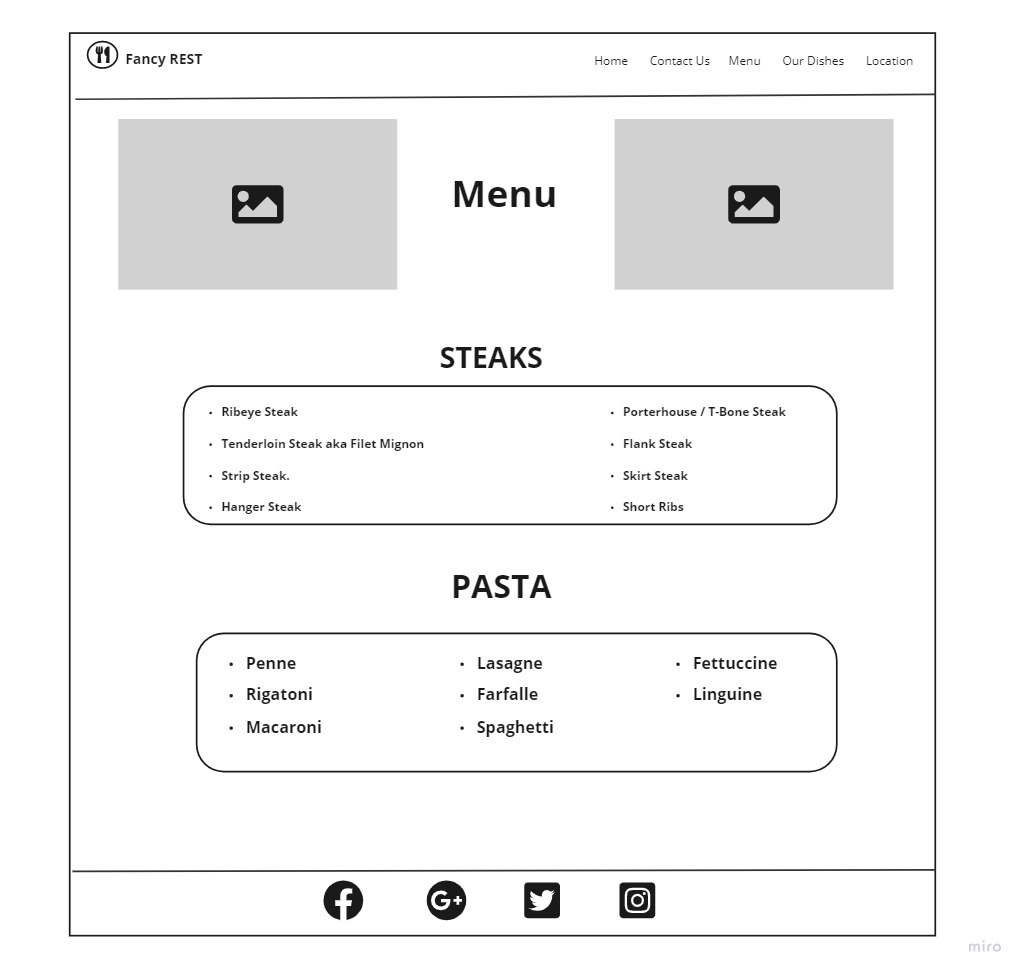 Fancy REST
Home Contact Us Menu Our Dishes Location
Menu
STEAKS
• Ribeye Steak
• Tenderloin Steak aka Filet Mignon
• Strip Steak.
• Hanger Steak
• Porterhouse / T-Bone Steak
• Flank Steak
• Skirt Steak
• Short Ribs
PASTA
• Penne
• Rigatoni
• Macaroni
• Lasagne
• Farfalle
• Spaghetti
• Fettuccine
• Linguine
miro